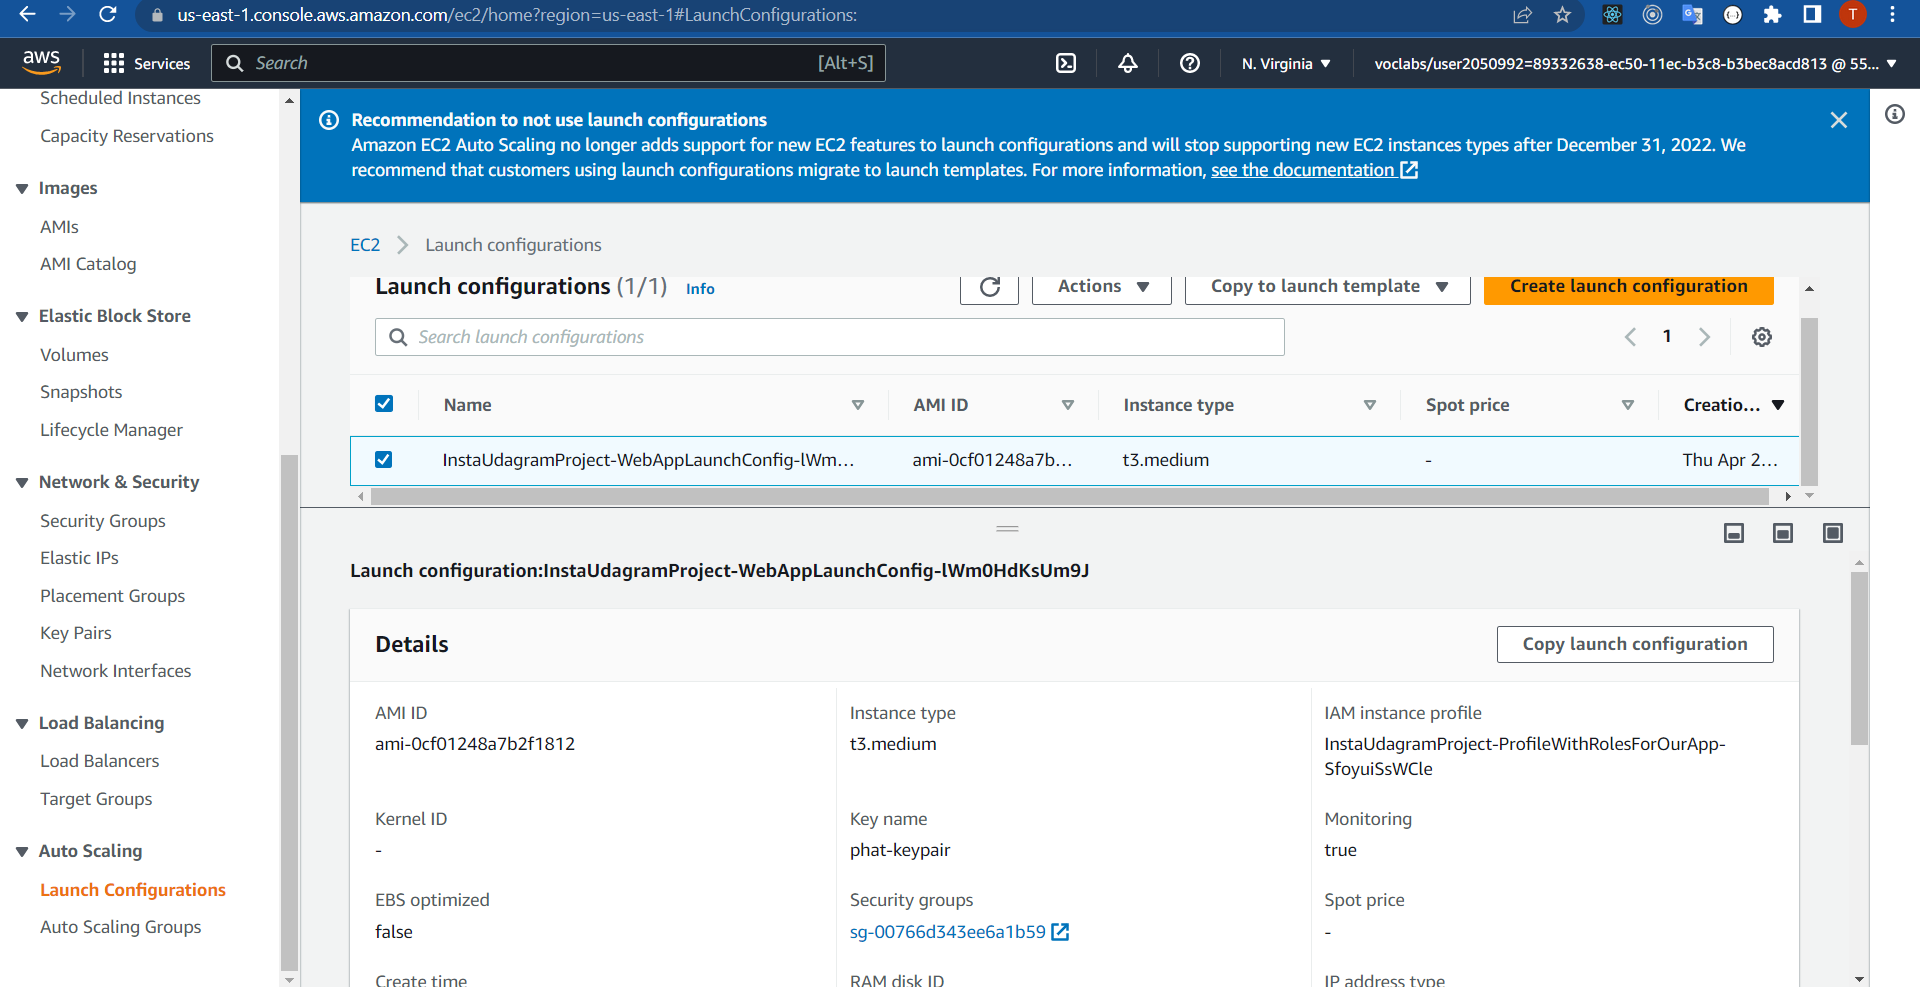 us-east-1.console.aws.amazon.com/ec2/home?region=us-east-1#LaunchConfigurations:
T
aws
Services
Search
[Alt+S]
N. Virginia
voclabs/user2050992=89332638-ec50-11ec-b3c8-b3bec8acd813 @ 55...
Scheduled Instances
Capacity Reservations
Images
AMIs
AMI Catalog
Elastic Block Store
Volumes
Snapshots
Lifecycle Manager
Network & Security
Security Groups
Elastic IPs
Placement Groups
Key Pairs
Network Interfaces
Load Balancing
Load Balancers
Target Groups
Auto Scaling
Launch Configurations
Auto Scaling Groups
Recommendation to not use launch configurations
Amazon EC2 Auto Scaling no longer adds support for new EC2 features to launch configurations and will stop supporting new EC2 instances types after December 31, 2022. We
recommend that customers using launch configurations migrate to launch templates. For more information, see the documentation
EC2
Launch configurations
Launch configurations (1/1) Info
Actions
Copy to launch template
Create launch configuration
Search launch configurations
1
Name
AMI ID
Instance type
Spot price
Creatio...
InstaUdagramProject-WebAppLaunchConfig-lWm...
ami-0cf01248a7b...
t3.medium
-
Thu Apr 2...
Launch configuration:InstaUdagramProject-WebAppLaunchConfig-lWm0HdKsUm9J
Details
Copy launch configuration
AMI ID
ami-0cf01248a7b2f1812
Instance type
t3.medium
IAM instance profile
InstaUdagramProject-ProfileWithRolesForOurApp-
SfoyuiSsWCle
Kernel ID
-
Key name
phat-keypair
Monitoring
true
EBS optimized
false
Security groups
sg-00766d343ee6a1b59
Spot price
-
Create time
RAM disk ID
IP address type